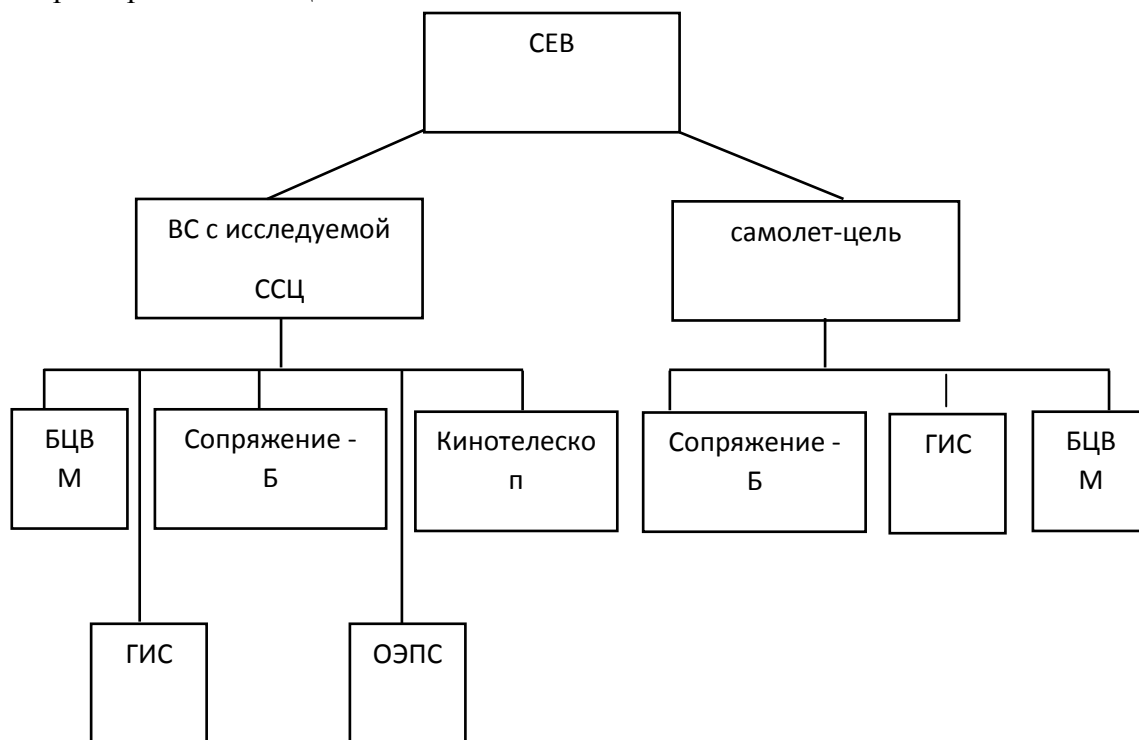 СЕВ
ВС с исследуемой
ССЦ
самолет-цель
БЦВ
М
Сопряжение -
Б
Кинотелеско
п
Сопряжение -
Б
ГИС
БЦВ
М
ГИС
ОЭПС